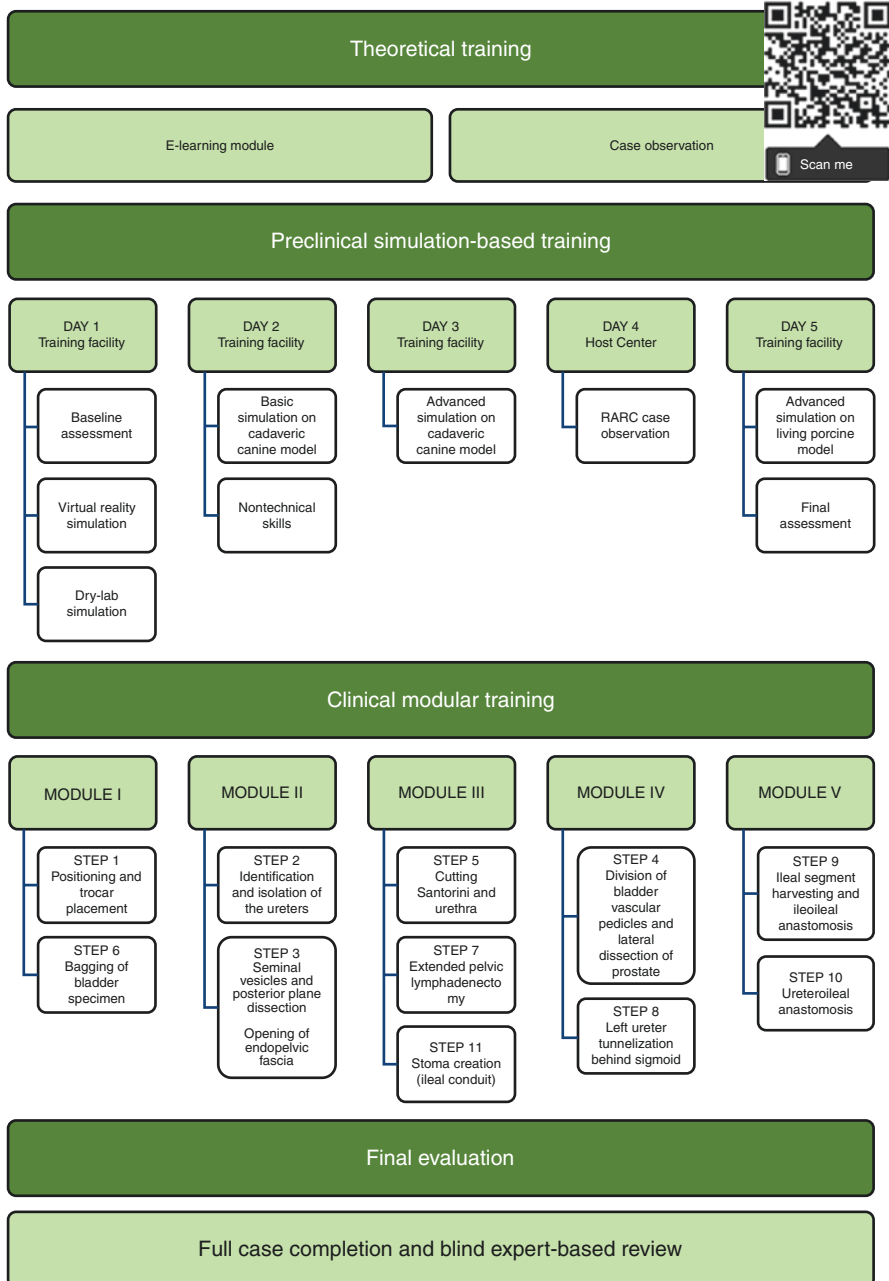 Theoretical training
Scan me
E-learning module
Case observation
Preclinical simulation-based training
DAY 1
Training facility
Baseline
assessment
Virtual reality
simulation
Dry-lab
simulation
DAY 2
Training facility
Basic
simulation on
cadaveric
canine model
Nontechnical
skills
DAY 3
Training facility
Advanced
simulation on
cadaveric
canine model
DAY 4
Host Center
RARC case
observation
DAY 5
Training facility
Advanced
simulation on
living porcine
model
Final
assessment
Clinical modular training
MODULE I
STEP 1
Positioning and
trocar
placement
STEP 6
Bagging of
bladder
specimen
MODULE II
STEP 2
Identification
and isolation of
the ureters
STEP 3
Seminal
vesicles and
posterior plane
dissection
Opening of
endopelvic
fascia
MODULE III
STEP 5
Cutting
Santorini and
urethra
STEP 7
Extended pelvic
lymphadenecto
my
STEP 11
Stoma creation
(ileal conduit)
MODULE IV
STEP 4
Division of
bladder
vascular
pedicles and
lateral
dissection of
prostate
STEP 8
Left ureter
tunnelization
behind sigmoid
MODULE V
STEP 9
Ileal segment
harvesting and
ileoileal
anastomosis
STEP 10
Ureteroileal
anastomosis
Final evaluation
Full case completion and blind expert-based review